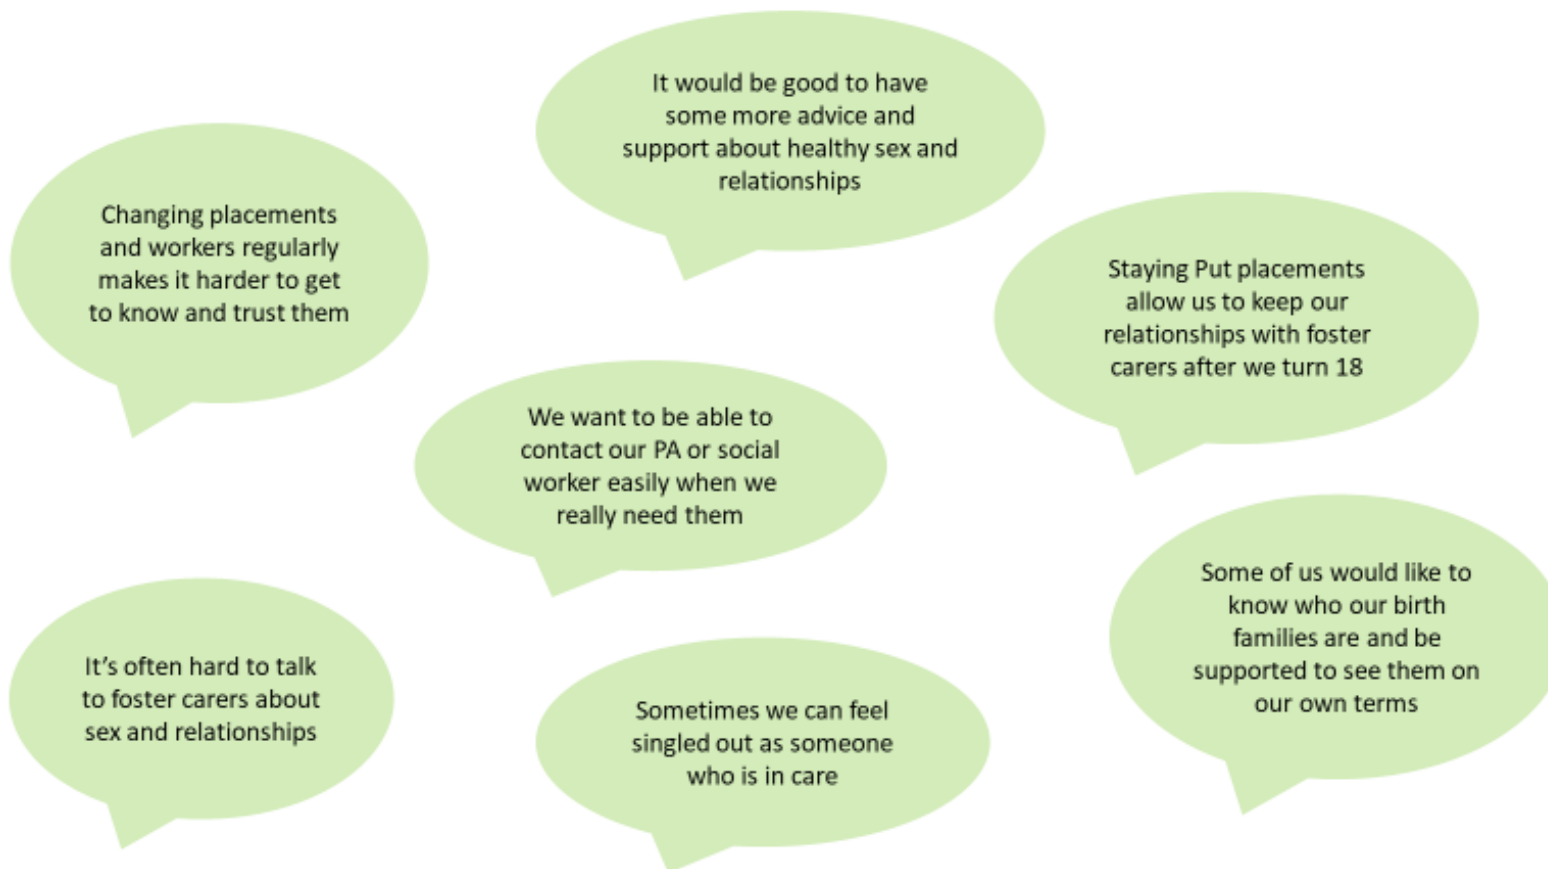 It would be good to have
some more advice and
support about healthy sex and
relationships
Changing placements
and workers regularly
makes it harder to get
to know and trust them
Staying Put placements
allow us to keep our
relationships with foster
carers after we turn 18
We want to be able to
contact our PA or social
worker easily when we
really need them
Some of us would like to
know who our birth
families are and be
supported to see them on
our own terms
It’s often hard to talk
to foster carers about
sex and relationships
Sometimes we can feel
singled out as someone
who is in care